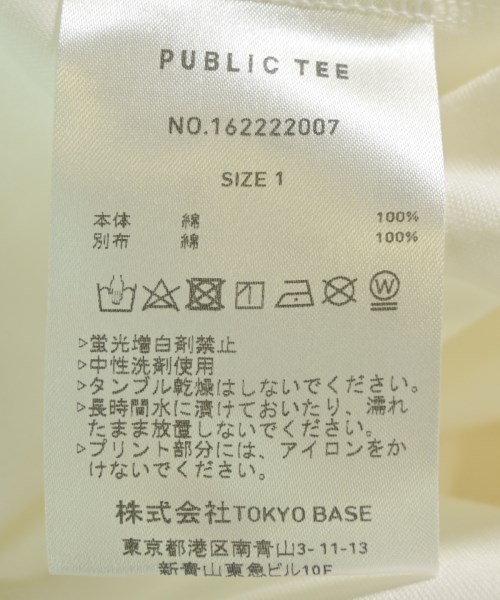 PUBLIC TEE
NO.162222007
SIZE 1
本体 綿 100%
別布 綿 100%
W
▷蛍光増白剤禁止
▷中性洗剤使用
▷タンブル乾燥はしないでください。
▷長時間水に漬けておいたり、濡れ
たまま放置しないでください。
▷プリント部分には、アイロンをか
けないでください。
株式会社TOKYO BASE
東京都港区南青山3-11-13
新青山東急ビル10F